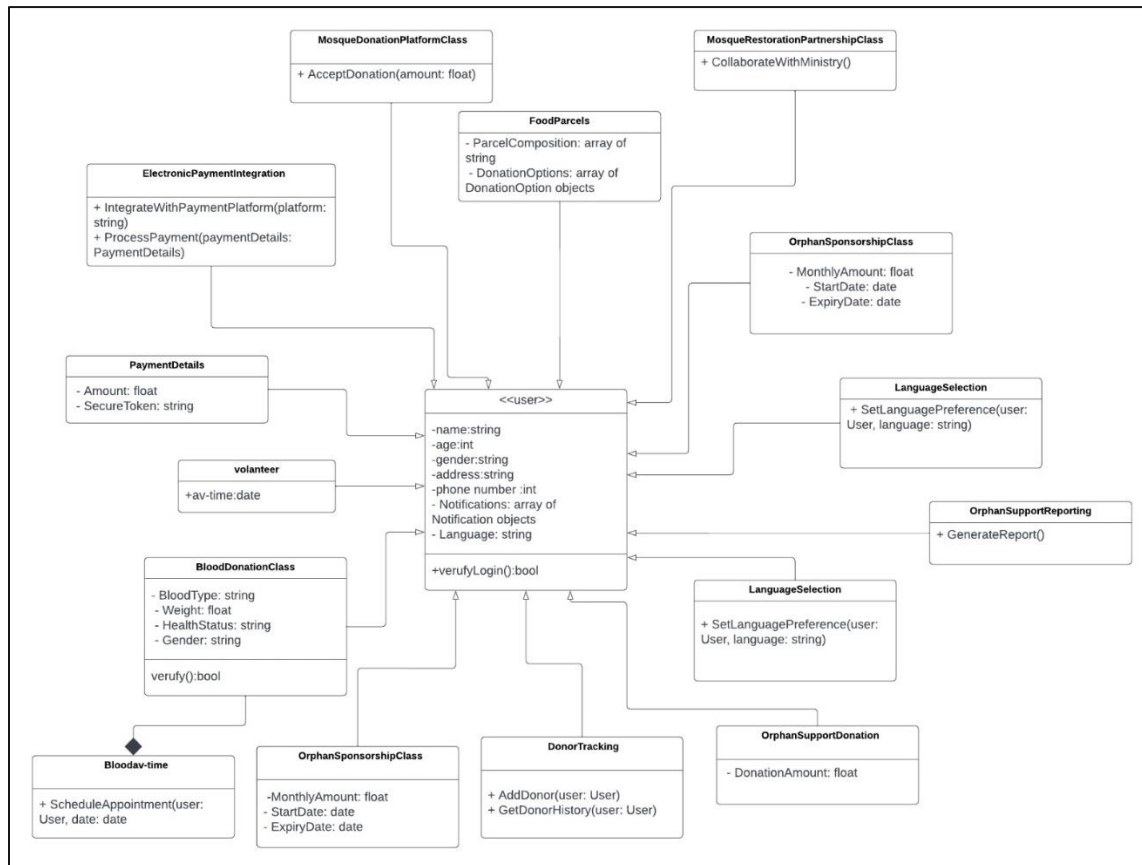 MosqueDonationPlatformClass
+ AcceptDonation(amount: float)
MosqueRestorationPartnershipClass
+ CollaborateWithMinistry()
FoodParcels
- ParcelComposition: array of
string
- DonationOptions: array of
DonationOption objects
ElectronicPaymentIntegration
+ IntegrateWithPaymentPlatform(platform:
string)
+ ProcessPayment(paymentDetails:
PaymentDetails)
OrphanSponsorshipClass
- MonthlyAmount: float
- StartDate: date
- ExpiryDate: date
PaymentDetails
- Amount: float
- SecureToken: string
<<user>>
-name:string
-age:int
-gender:string
-address:string
-phone number :int
- Notifications: array of
Notification objects
- Language: string
+verufyLogin():bool
LanguageSelection
+ SetLanguagePreference(user:
User, language: string)
volanteer
+av-time:date
OrphanSupportReporting
+ GenerateReport()
BloodDonationClass
- BloodType: string
- Weight: float
- HealthStatus: string
- Gender: string
verufy():bool
LanguageSelection
+ SetLanguagePreference(user:
User, language: string)
Bloodav-time
+ ScheduleAppointment(user:
User, date: date
OrphanSponsorshipClass
-MonthlyAmount: float
- StartDate: date
- ExpiryDate: date
DonorTracking
+ AddDonor(user: User)
+ GetDonorHistory(user: User)
OrphanSupportDonation
- DonationAmount: float